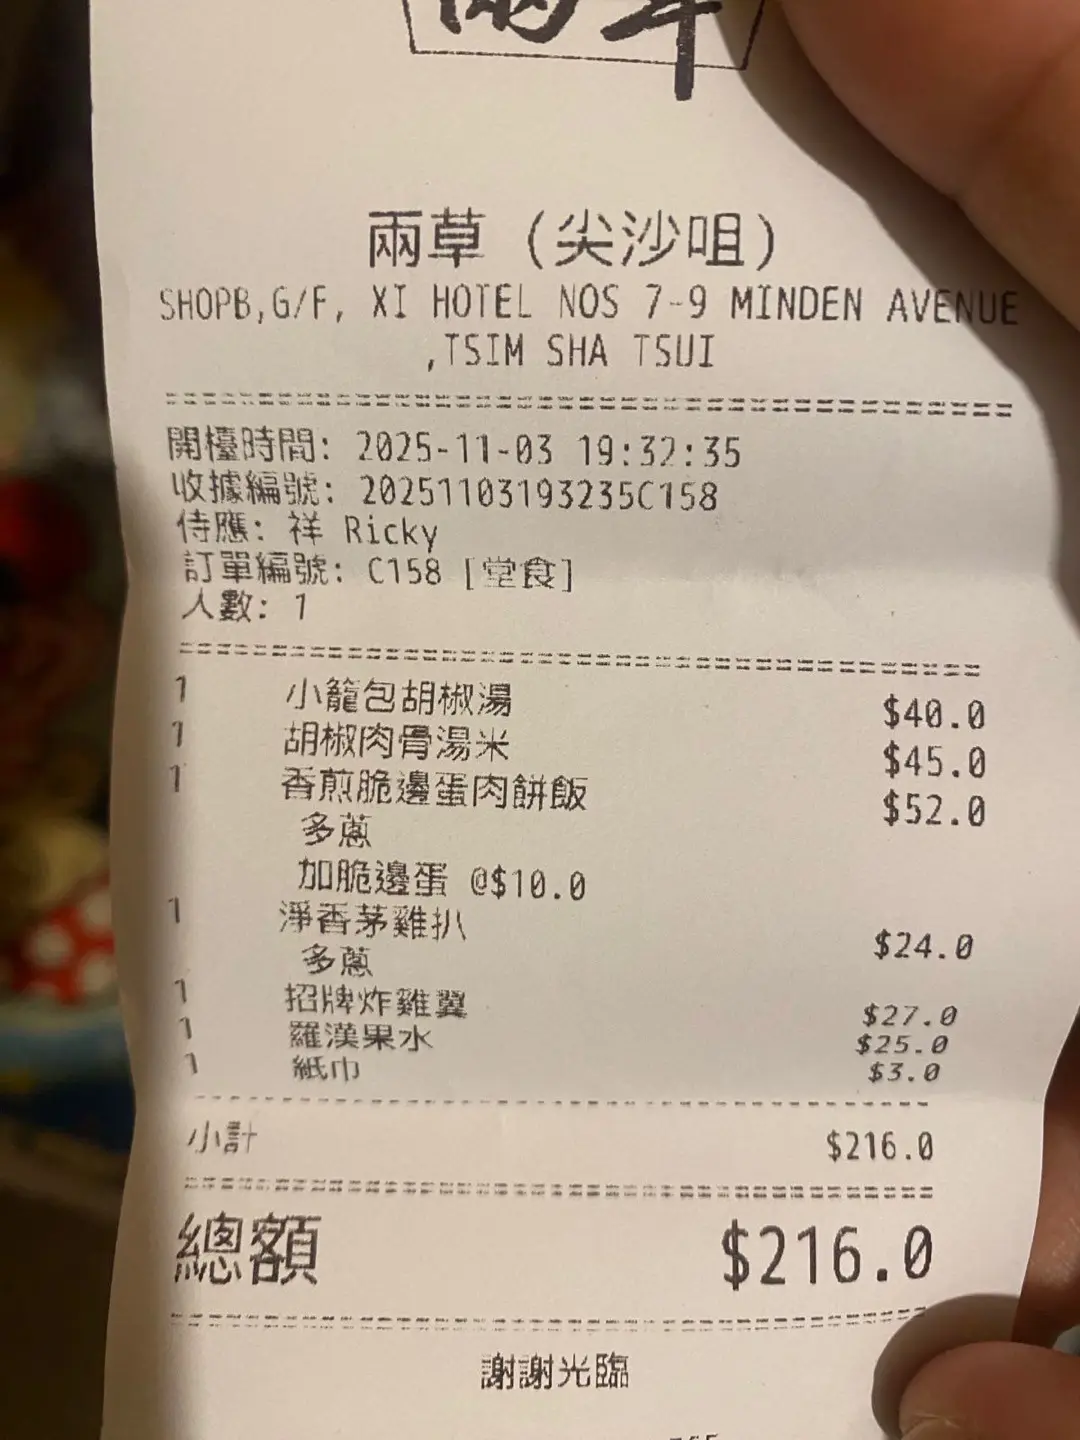 兩草
兩草（尖沙咀）
SHOPB,G/F, XI HOTEL NOS 7-9 MINDEN AVENUE
,TSIM SHA TSUI
開檯時間: 2025-11-03 19:32:35
收據編號: 20251103193235C158
侍應: 祥 Ricky
訂單編號: C158 [堂食]
人數: 1
1 小籠包胡椒湯 $40.0
1 胡椒肉骨湯米 $45.0
1 香煎脆邊蛋肉餅飯 $52.0
多蔥
加脆邊蛋 @$10.0
1 淨香茅雞扒 $24.0
多蔥
1 招牌炸雞翼 $27.0
1 羅漢果水 $25.0
1 紙巾 $3.0
小計 $216.0
總額 $216.0
謝謝光臨